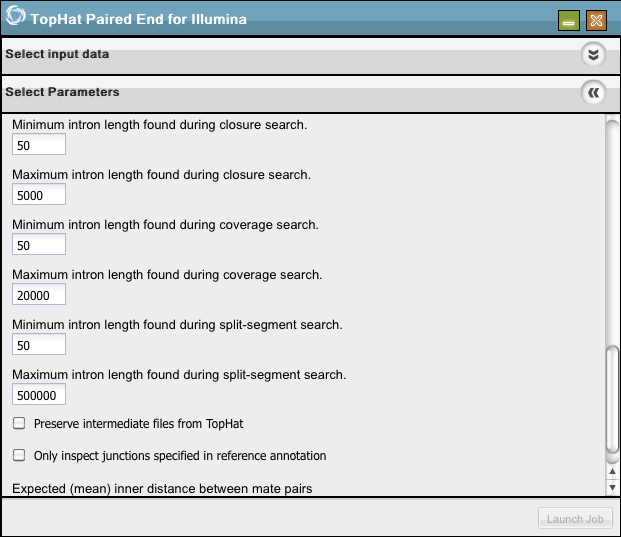 TopHat Paired End for Illumina
Select input data
Select Parameters
Minimum intron length found during closure search.
50
Maximum intron length found during closure search.
5000
Minimum intron length found during coverage search.
50
Maximum intron length found during coverage search.
20000
Minimum intron length found during split-segment search.
50
Maximum intron length found during split-segment search.
500000
Preserve intermediate files from TopHat
Only inspect junctions specified in reference annotation
Expected (mean) inner distance between mate pairs
Launch Job